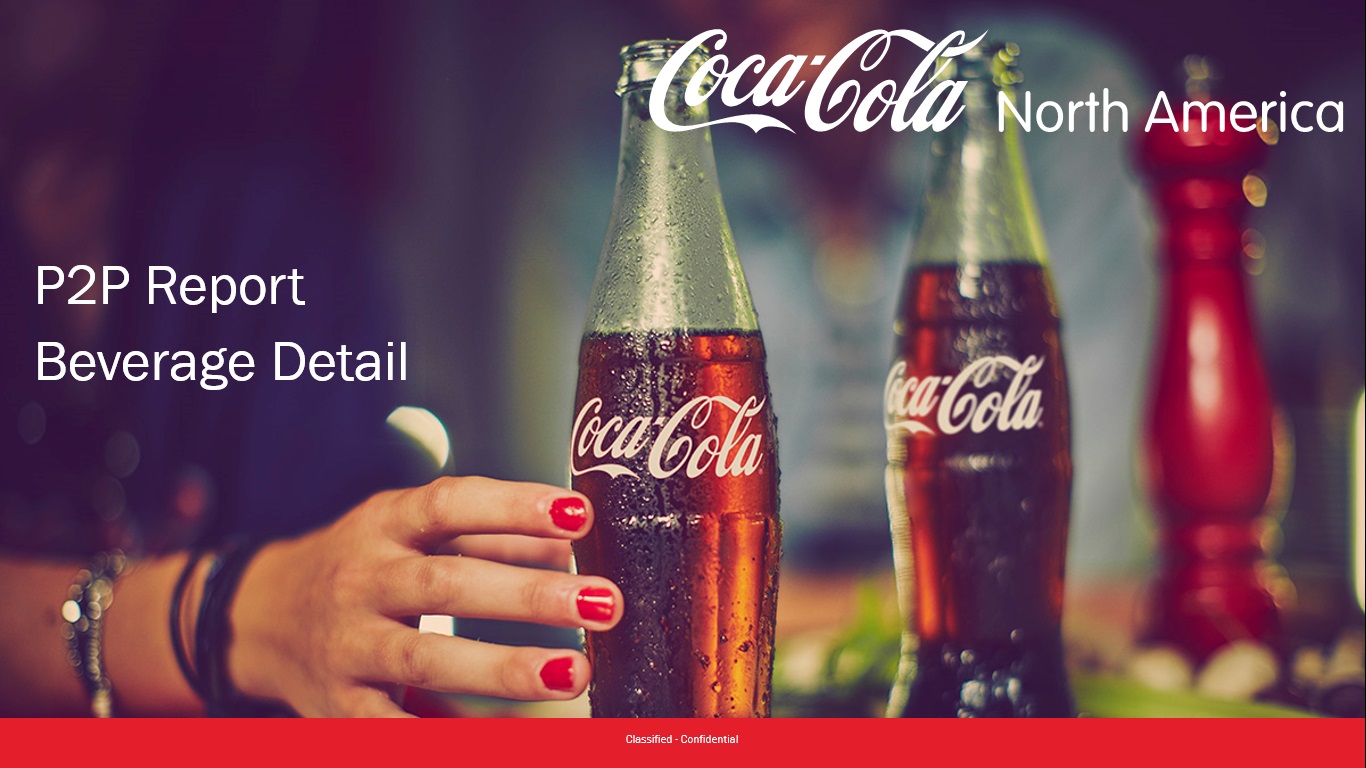 Coca-Cola North America
P2P Report
Beverage Detail
Coca-Cola
Coca-Cola
Classified - Confidential